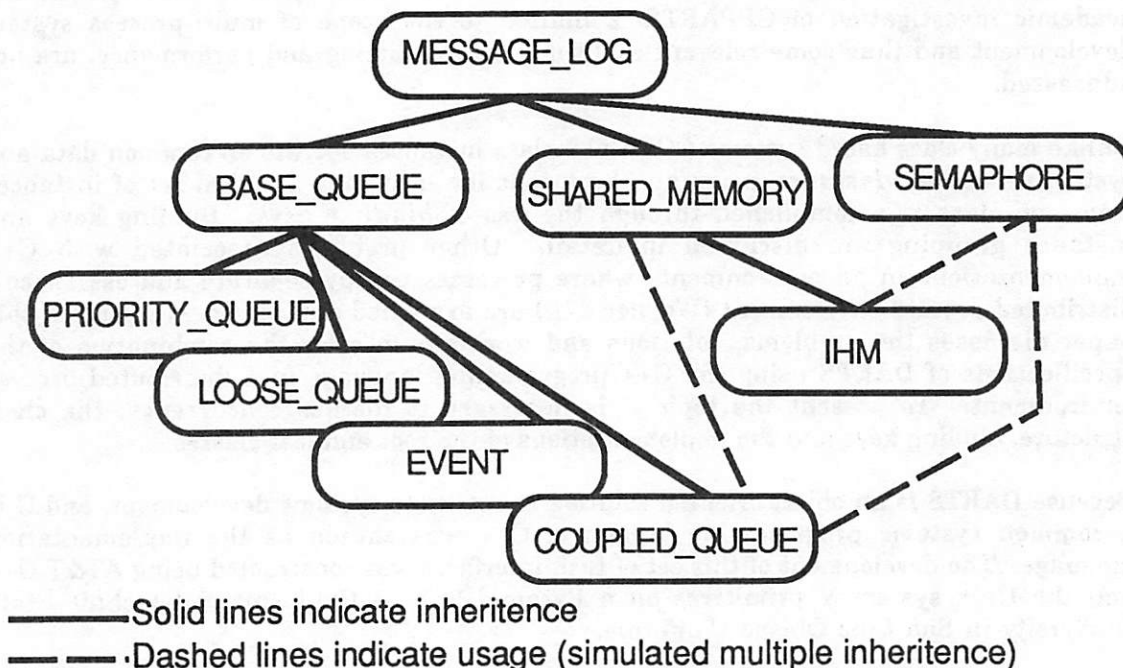 MESSAGE_LOG
BASE_QUEUE
SHARED_MEMORY
SEMAPHORE
PRIORITY_QUEUE
LOOSE_QUEUE
IHM
EVENT
COUPLED_QUEUE
Solid lines indicate inheritence
Dashed lines indicate usage (simulated multiple inheritence)